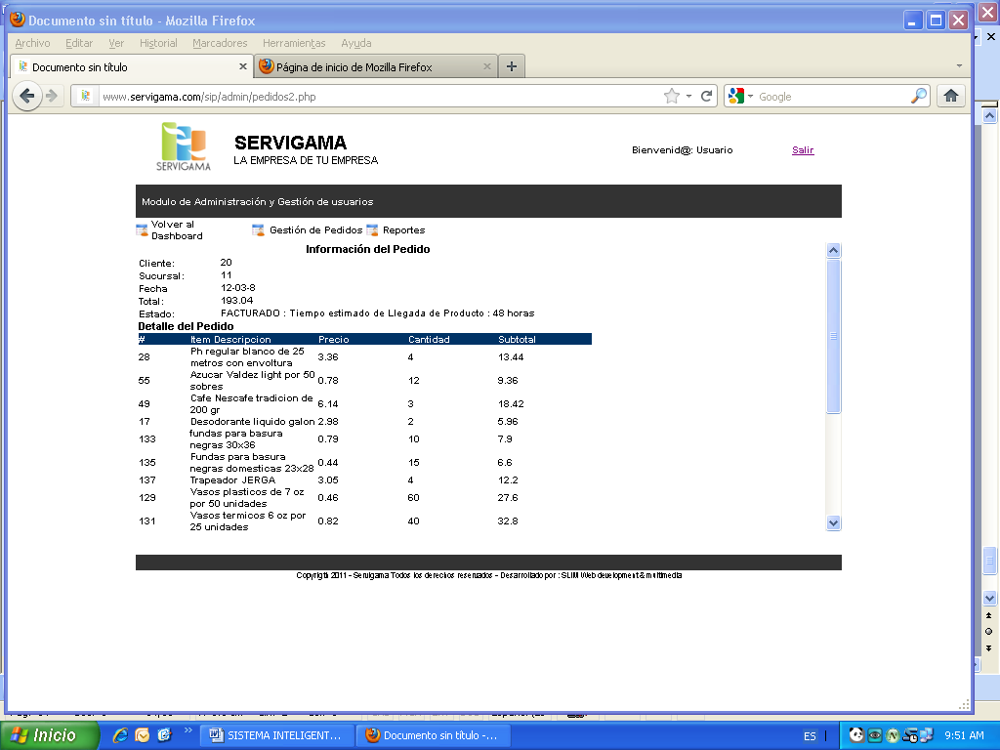 Documento sin título - Mozilla Firefox
Archivo Editar Ver Historial Marcadores Herramientas Ayuda
Documento sin título
Página de inicio de Mozilla Firefox
www.servigama.com/sip/admin/pedidos2.php
Google
SERVIGAMA
SERVIGAMA
LA EMPRESA DE TU EMPRESA
Bienvenid@: Usuario
Salir
Modulo de Administración y Gestión de usuarios
Volver al
Dashboard
Gestión de Pedidos
Reportes
Información del Pedido
Cliente: 20
Sucursal: 11
Fecha 12-03-8
Total: 193.04
Estado: FACTURADO : Tiempo estimado de Llegada de Producto : 48 horas
Detalle del Pedido
# Item Descripcion Precio Cantidad Subtotal
28 Ph regular blanco de 25
metros con envoltura 3.36 4 13.44
55 Azucar Valdez light por 50
sobres 0.78 12 9.36
49 Cafe Nescafe tradicion de
200 gr 6.14 3 18.42
17 Desodorante liquido galon 2.98 2 5.96
133 fundas para basura
negras 30x36 0.79 10 7.9
135 Fundas para basura
negras domesticas 23x28 0.44 15 6.6
137 Trapeador JERGA 3.05 4 12.2
129 Vasos plasticos de 7 oz
por 50 unidades 0.46 60 27.6
131 Vasos termicos 6 oz por
25 unidades 0.82 40 32.8
Copyrigth 2011 - Servigama Todos los derechos reservados - Desarrollado por : SLIM Web development & multimedia
Inicio
SISTEMA INTELIGENT...
Documento sin título -...
ES
9:51 AM